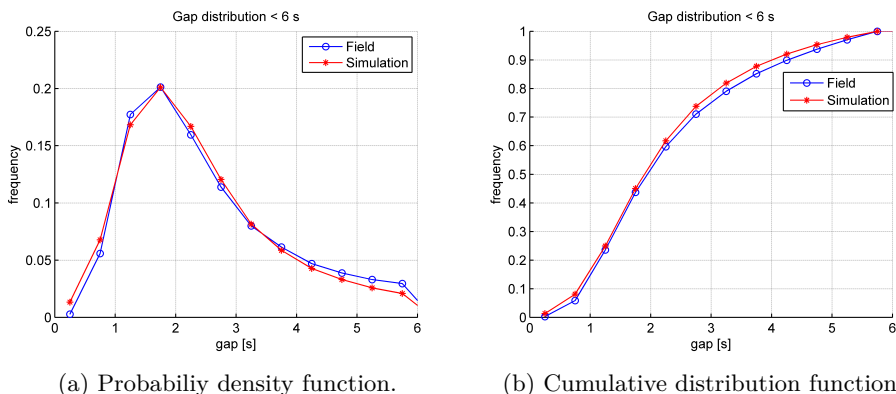 Gap distribution < 6 s
0.25
0.2
0.15
0.1
0.05
0
frequency
Field
Simulation
0 1 2 3 4 5 6
gap [s]
(a) Probabiliy density function.
Gap distribution < 6 s
1
0.9
0.8
0.7
0.6
0.5
0.4
0.3
0.2
0.1
0
frequency
Field
Simulation
0 1 2 3 4 5 6
gap [s]
(b) Cumulative distribution function